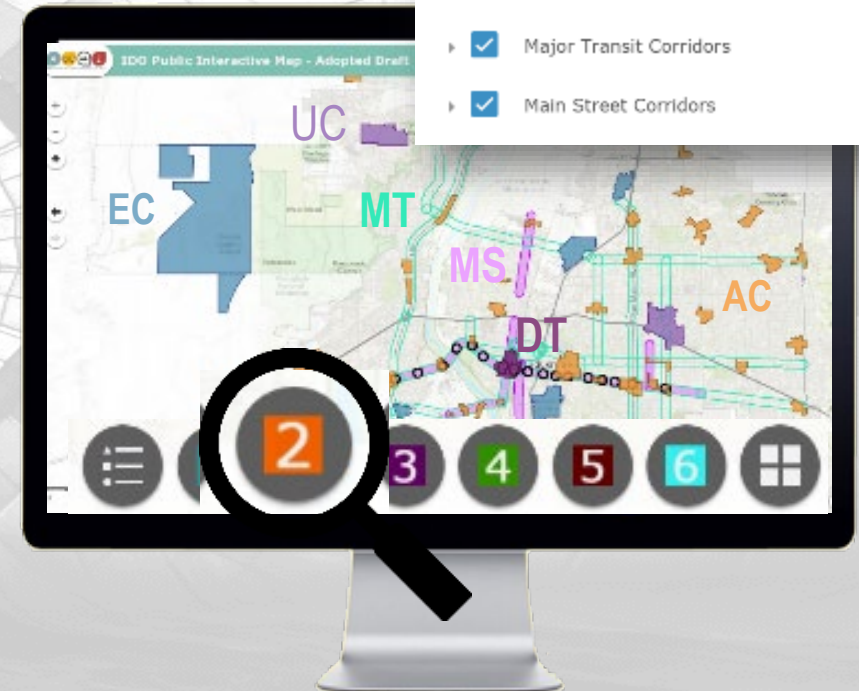 Major Transit Corridors
Main Street Corridors
IDO Public Interactive Map - Adopted Draft
UC
EC
MT
MS
AC
DT
2
3
4
5
6